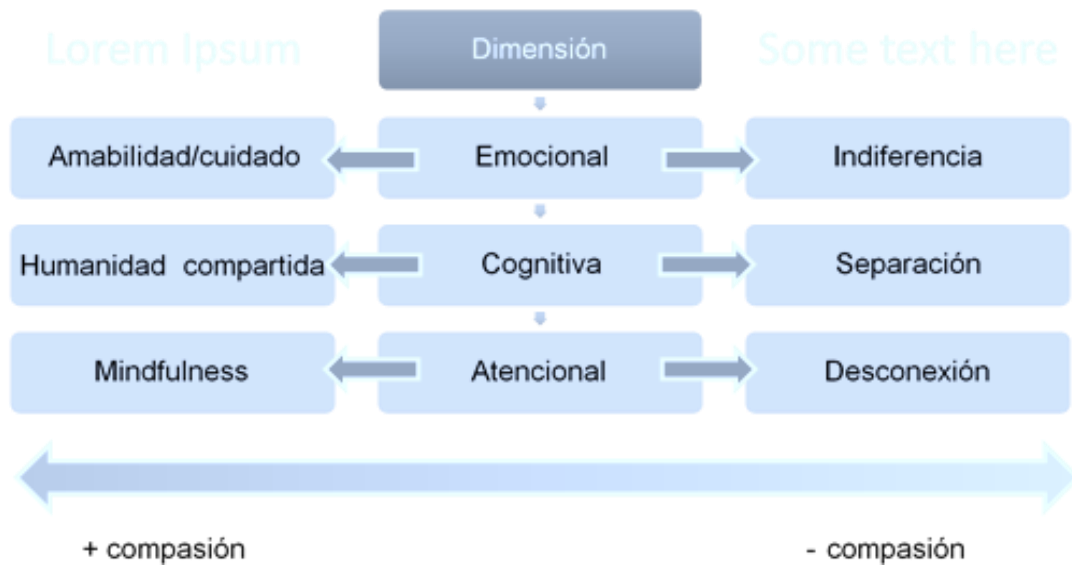 Lorem Ipsum Dimensión Some text here
Amabilidad/cuidado Emocional Indiferencia
Humanidad compartida Cognitiva Separación
Mindfulness Atencional Desconexión
+ compasión - compasión